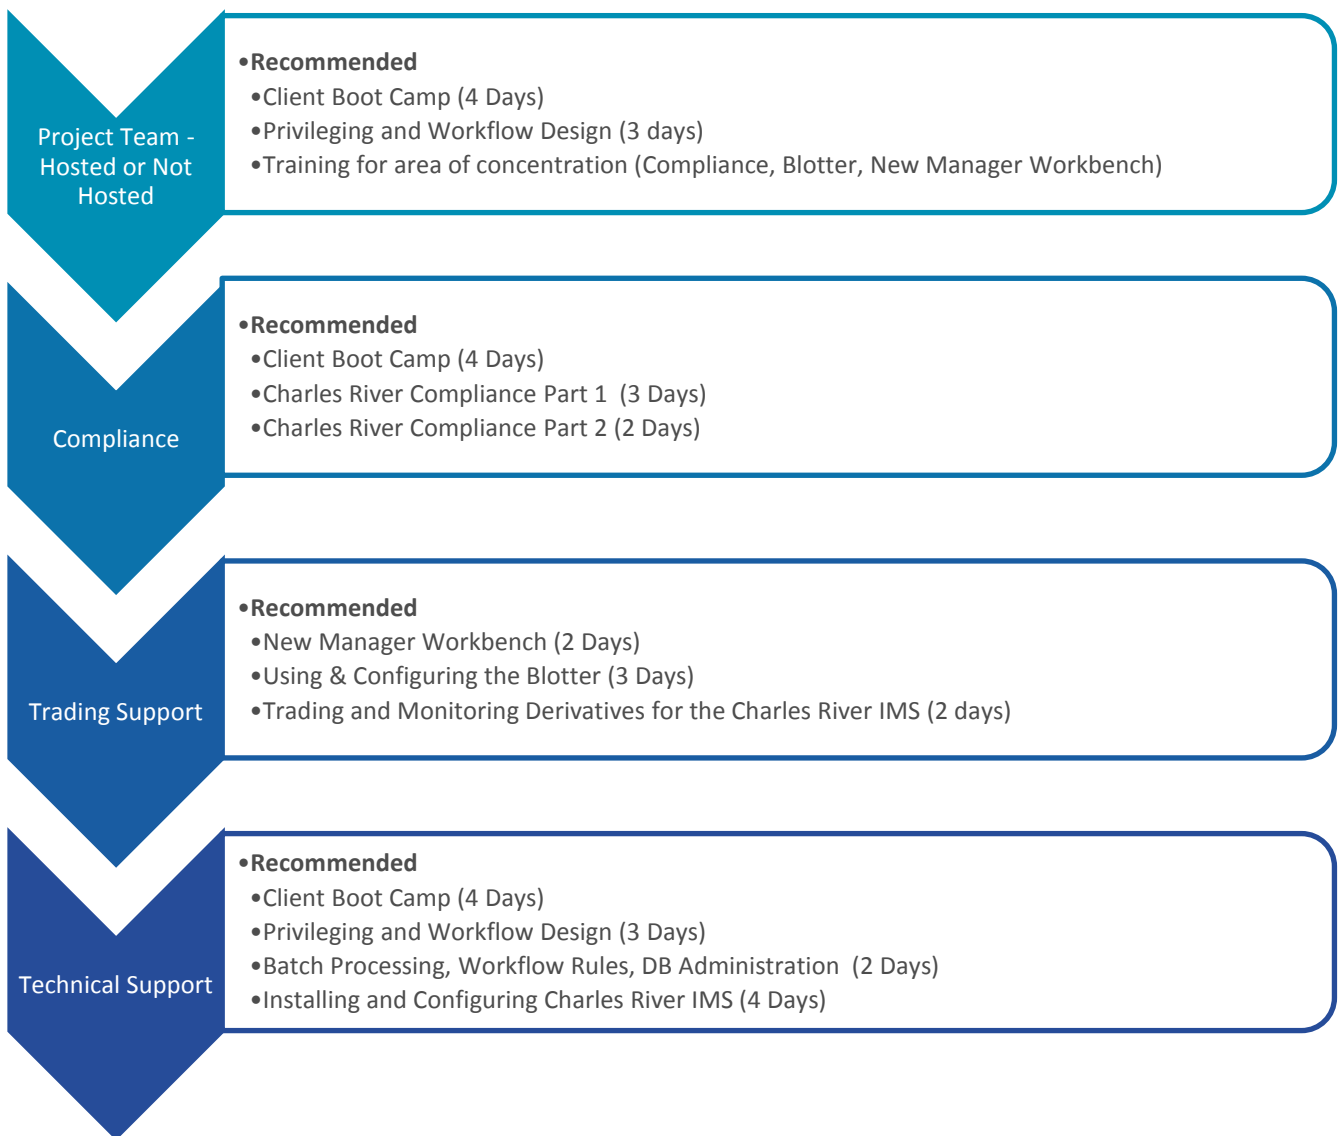 Project Team -
Hosted or Not
Hosted
•Recommended
•Client Boot Camp (4 Days)
•Privileging and Workflow Design (3 days)
•Training for area of concentration (Compliance, Blotter, New Manager Workbench)
Compliance
•Recommended
•Client Boot Camp (4 Days)
•Charles River Compliance Part 1  (3 Days)
•Charles River Compliance Part 2 (2 Days)
Trading Support
•Recommended
•New Manager Workbench (2 Days)
•Using & Configuring the Blotter (3 Days)
•Trading and Monitoring Derivatives for the Charles River IMS (2 days)
Technical Support
•Recommended
•Client Boot Camp (4 Days)
•Privileging and Workflow Design (3 Days)
•Batch Processing, Workflow Rules, DB Administration  (2 Days)
•Installing and Configuring Charles River IMS (4 Days)